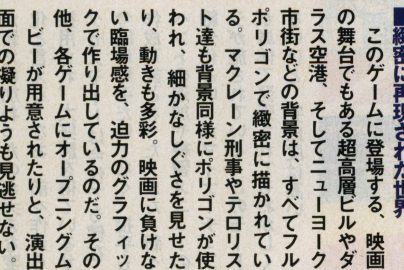 ■緻密に再現された世界
このゲームに登場する、映画
の舞台でもある超高層ビルやダ
ラス空港、そしてニューヨーク
市街などの背景は、すべてフル
ポリゴンで緻密に描かれてい
る。マクレーン刑事やテロリス
ト達も背景同様にポリゴンが使
われ、細かなしぐさを見せた
り、動きも多彩。映画に負けな
い臨場感を、迫力のグラフィッ
クで作り出しているのだ。その
他、各ゲームにオープニングム
ービーが用意されたりと、演出
面での凝りようも見逃せない。